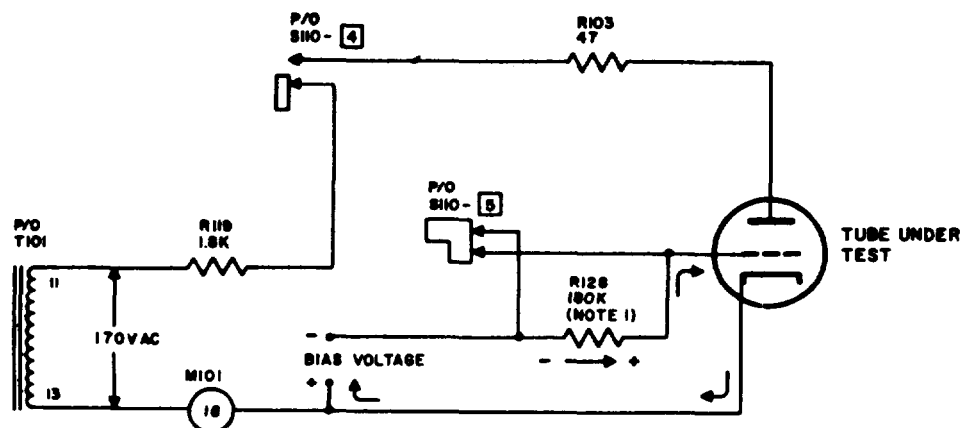 P/O
S110- 4
R103
47
P/O
S110- 5
TUBE UNDER
TEST
P/O
T101
R119
1.8K
11
R128
180K
(NOTE 1)
170VAC
-
- +
BIAS VOLTAGE
+
13
M101
18